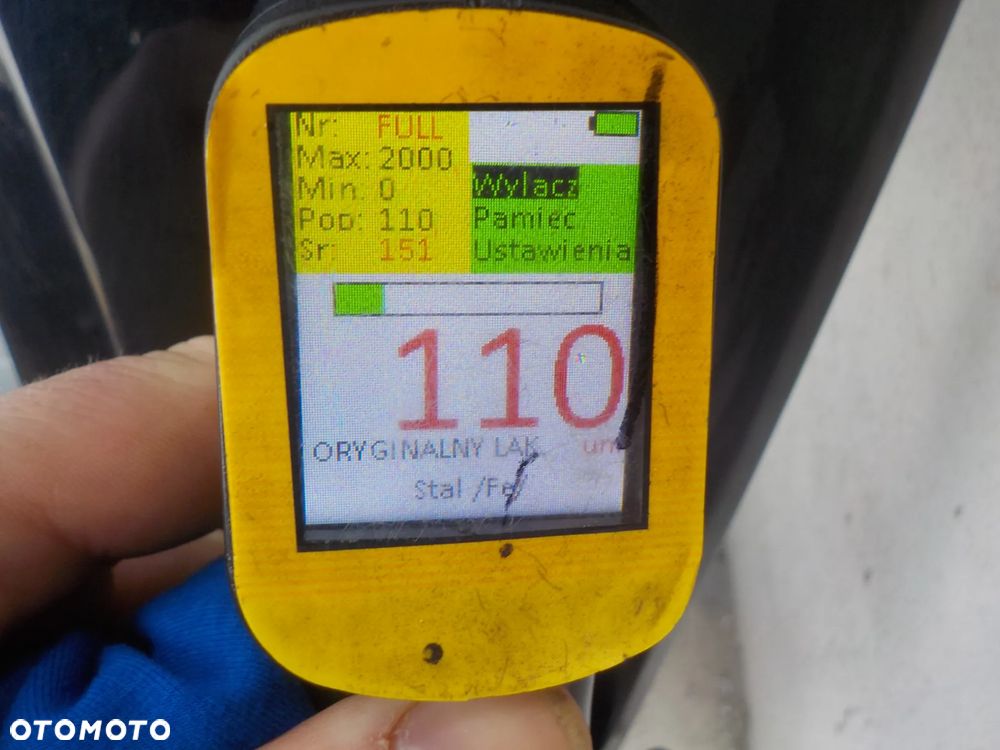 Nr: FULL
Max: 2000
Min: 0
Pop: 110
Sr: 151
Wylacz
Pamiec
Ustawienia
110
ORYGINALNY LAK. um
Stal /Fe/
OTOMOTO